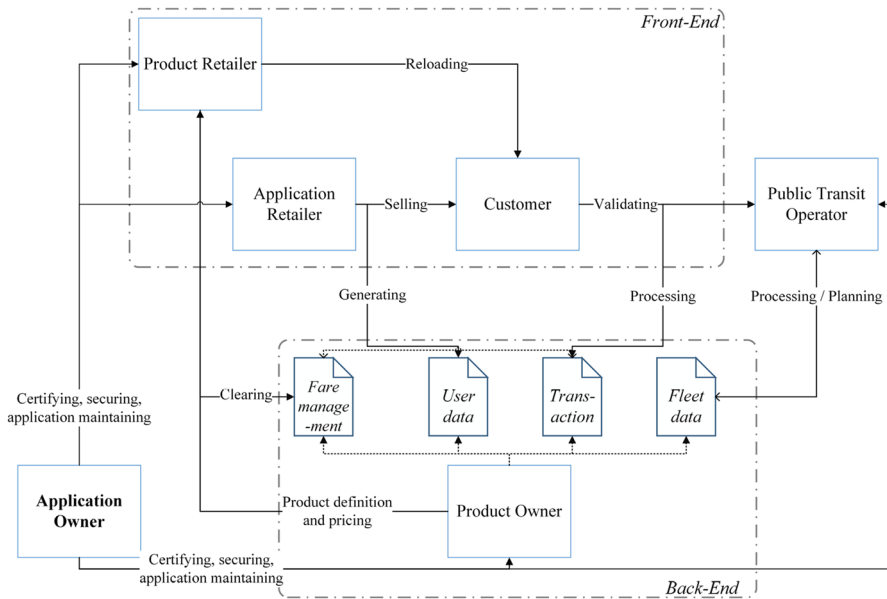 Front-End
Product Retailer
Reloading
Application
Retailer
Selling
Customer
Validating
Public Transit
Operator
Generating
Processing
Processing / Planning
Clearing
Fare
manage
-ment
User
data
Trans-
action
Fleet
data
Certifying, securing,
application maintaining
Application
Owner
Product definition
and pricing
Product Owner
Certifying, securing,
application maintaining
Back-End